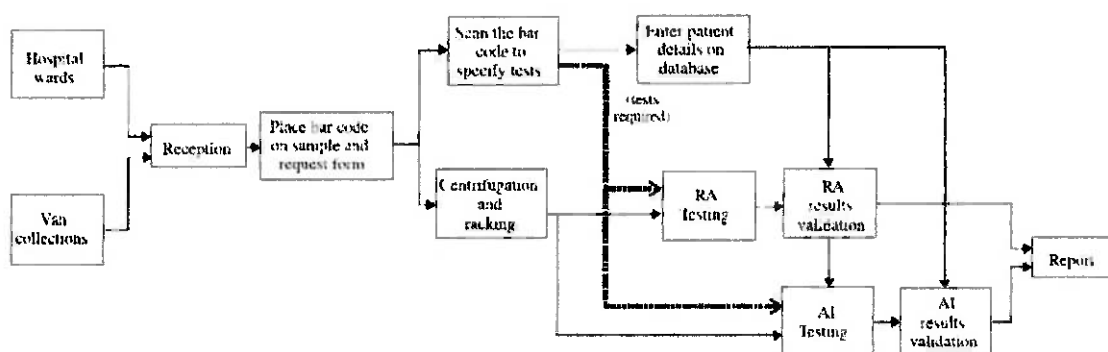 Hospital
wards
Van
collections
Reception
Place bar code
on sample and
request form
Scan the bar
code to
specify tests
Enter patient
details on
database
(tests
required)
Centrifugation
and
racking
RA
Testing
RA
results
validation
AI
Testing
AI
results
validation
Report